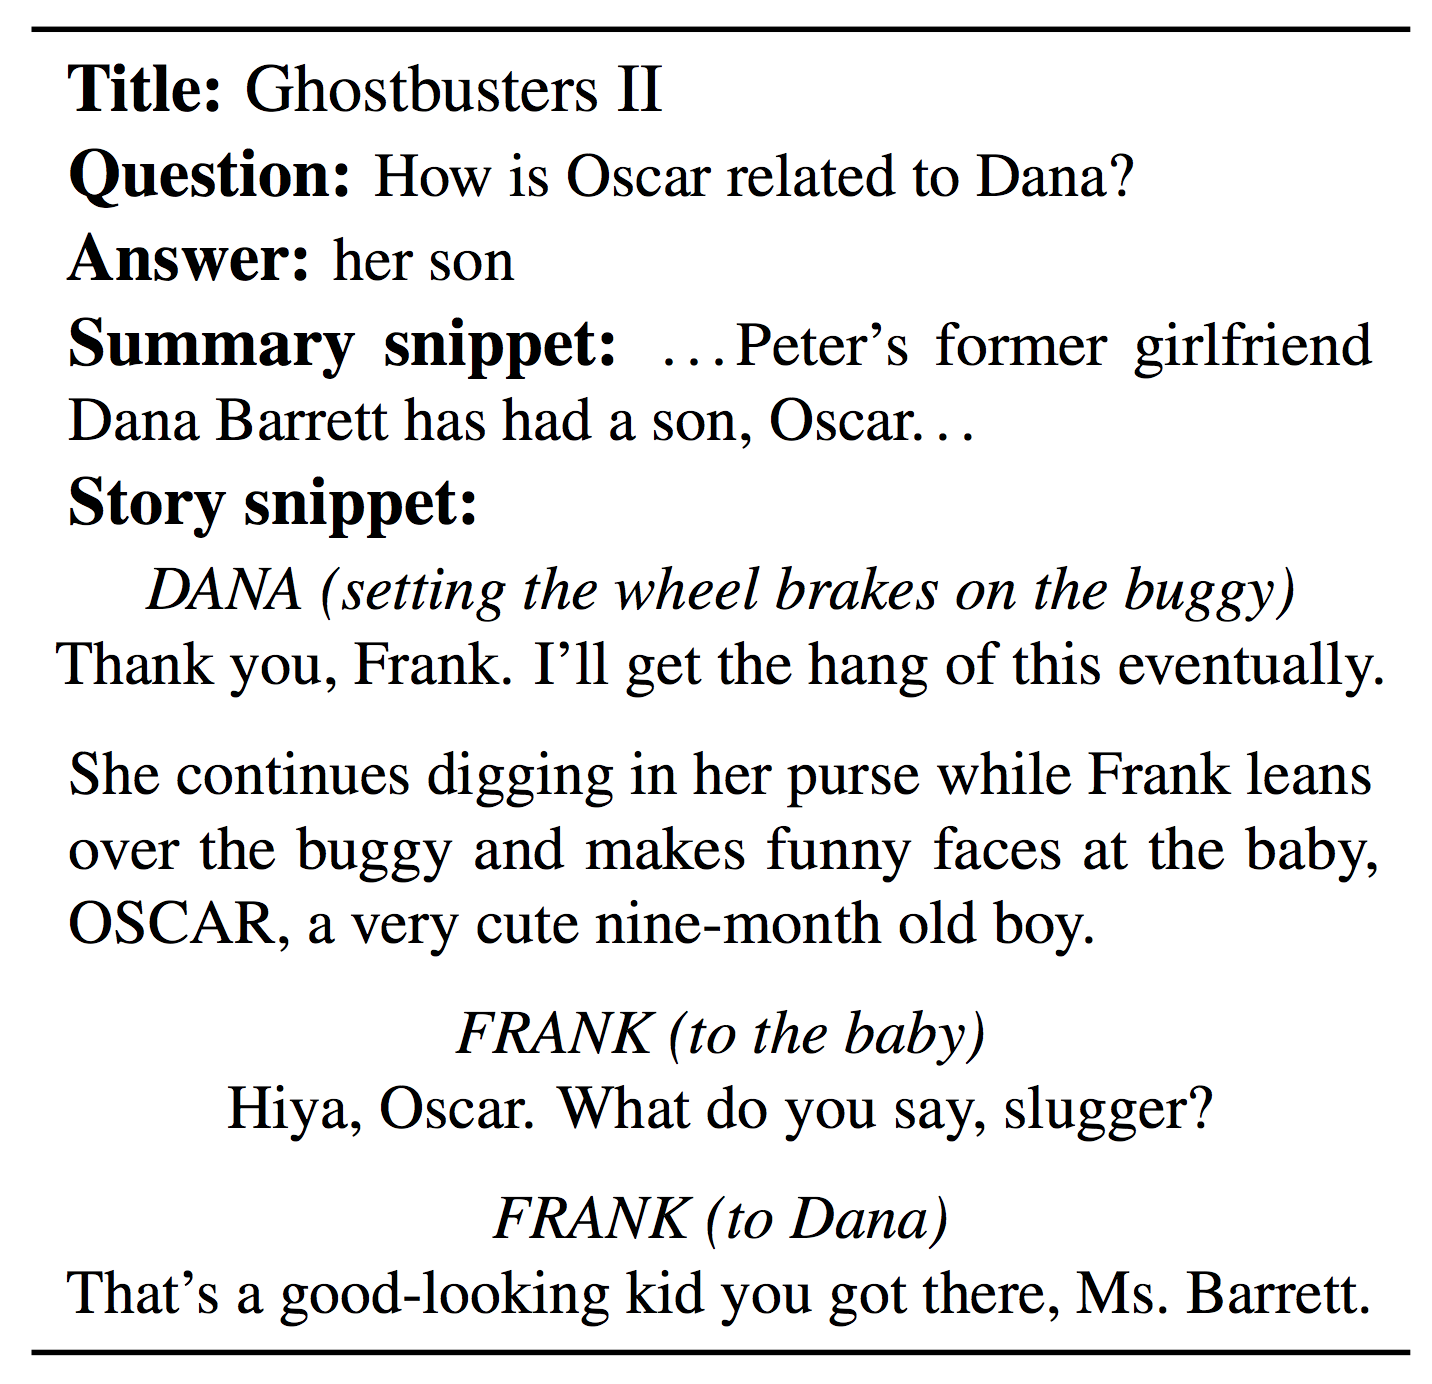 Title: Ghostbusters II
Question: How is Oscar related to Dana?
Answer: her son
Summary snippet: ...Peter’s former girlfriend
Dana Barrett has had a son, Oscar...
Story snippet:
DANA (setting the wheel brakes on the buggy)
Thank you, Frank. I’ll get the hang of this eventually.
She continues digging in her purse while Frank leans
over the buggy and makes funny faces at the baby,
OSCAR, a very cute nine-month old boy.
FRANK (to the baby)
Hiya, Oscar. What do you say, slugger?
FRANK (to Dana)
That’s a good-looking kid you got there, Ms. Barrett.